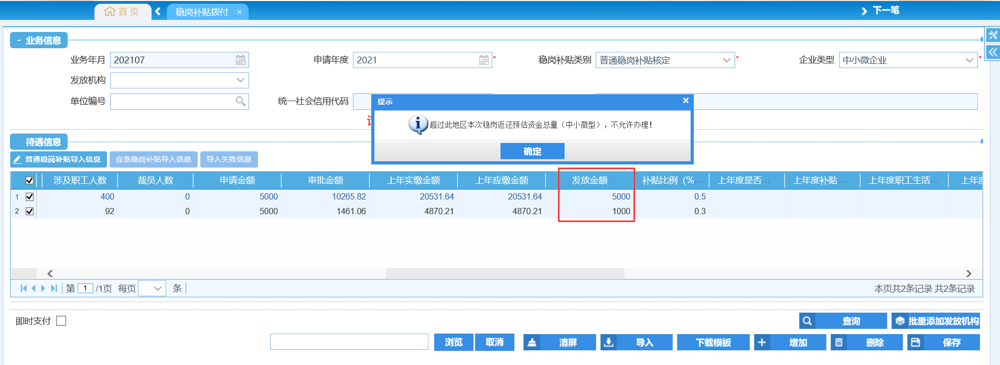 首页 稳岗补贴拨付 × 下一笔
- 业务信息
业务年月 202107 申请年度 2021 * 稳岗补贴类别 普通稳岗补贴核定 * 企业类型 中小微企业 *
发放机构
单位编号 统一社会信用代码
提示 ×
超过此地区本次稳岗返还预估资金总量（中小微型），不允许办理！
确定
待遇信息
普通稳岗补贴导入信息 应急稳岗补贴导入信息 导入失败信息
涉及职工人数 裁员人数 申请金额 审批金额 上年实缴金额 上年应缴金额 发放金额 补贴比例（%... 上年度是否... 上年度补贴... 上年度职工生活... 上年度
1 400 0 5000 10265.82 20531.64 20531.64 5000 0.5
2 92 0 5000 1461.06 4870.21 4870.21 1000 0.3
第 1 /1页 每页 条 本页共2条记录 共2条记录
即时支付 查询 批量添加发放机构
浏览 取消 清屏 导入 下载模板 增加 删除 保存